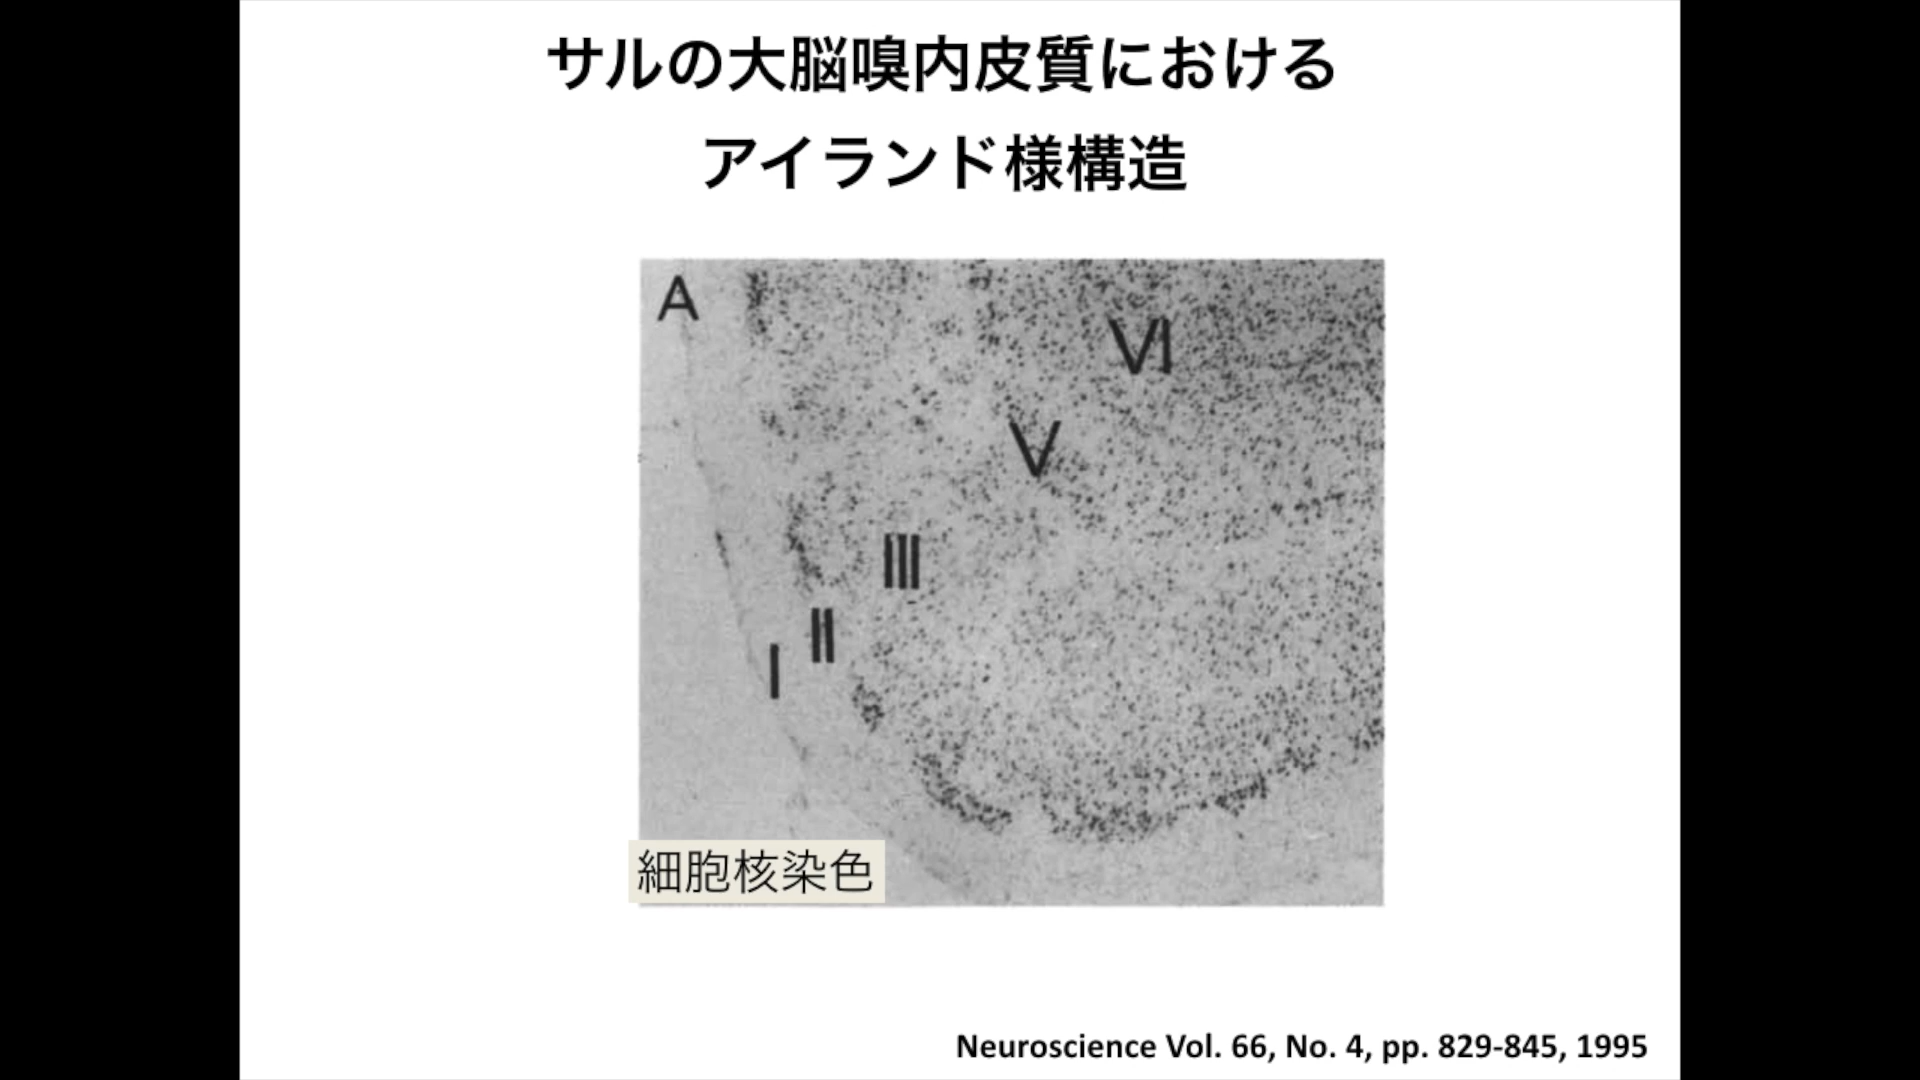 サルの大脳嗅内皮質における
アイランド様構造
A
VI
V
III
II
I
細胞核染色
Neuroscience Vol. 66, No. 4, pp. 829-845, 1995